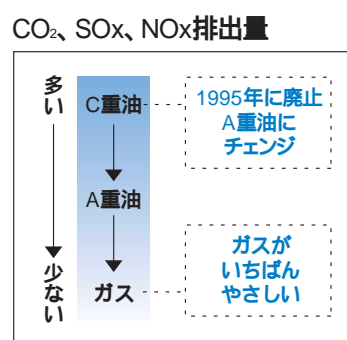 CO₂、SOx、NOx排出量
多い
C重油
1995年に廃止
A重油に
チェンジ
A重油
少ない
ガス
ガスが
いちばん
やさしい